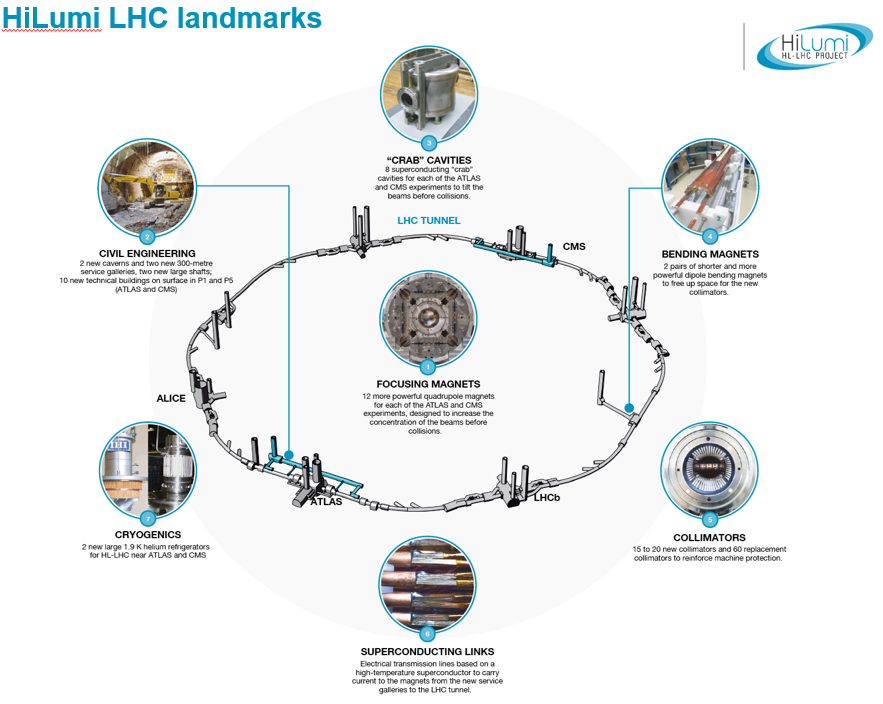 HiLumi LHC landmarks
HiLumi
HL-LHC PROJECT
3
“CRAB” CAVITIES
8 superconducting “crab”
cavities for each of the ATLAS
and CMS experiments to tilt the
beams before collisions.
2
CIVIL ENGINEERING
2 new caverns and two new 300-metre
service galleries, two new large shafts;
10 new technical buildings on surface in P1 and P5
(ATLAS and CMS)
4
BENDING MAGNETS
2 pairs of shorter and more
powerful dipole bending magnets
to free up space for the new
collimators.
LHC TUNNEL
CMS
1
FOCUSING MAGNETS
12 more powerful quadrupole magnets
for each of the ATLAS and CMS
experiments, designed to increase the
concentration of the beams before
collisions.
ALICE
ATLAS
LHCb
7
CRYOGENICS
2 new large 1.9 K helium refrigerators
for HL-LHC near ATLAS and CMS
5
COLLIMATORS
15 to 20 new collimators and 60 replacement
collimators to reinforce machine protection.
6
SUPERCONDUCTING LINKS
Electrical transmission lines based on a
high-temperature superconductor to carry
current to the magnets from the new service
galleries to the LHC tunnel.